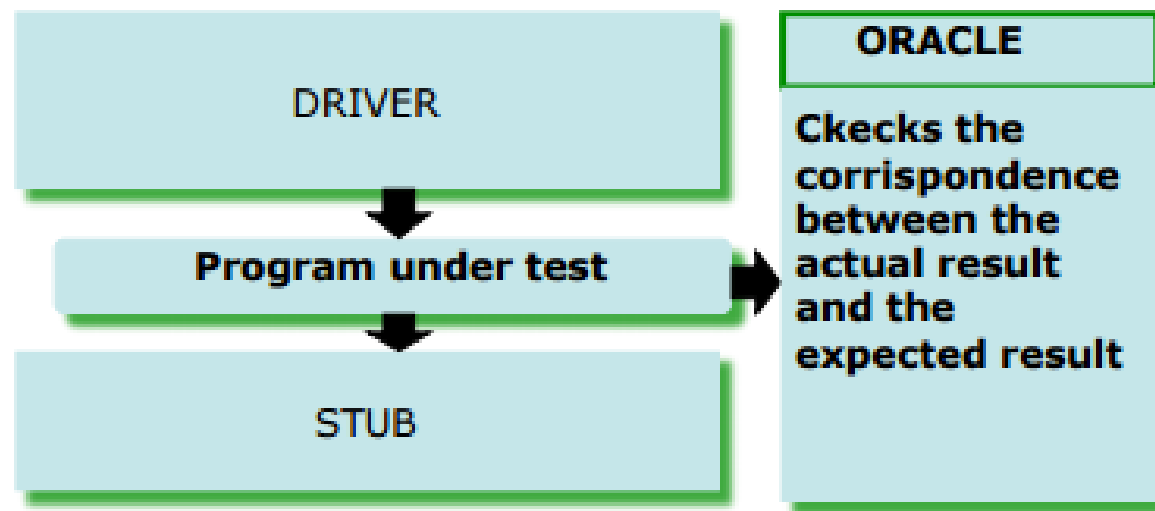 DRIVER
Program under test
STUB
ORACLE
Ckecks the
corrispondence
between the
actual result
and the
expected result